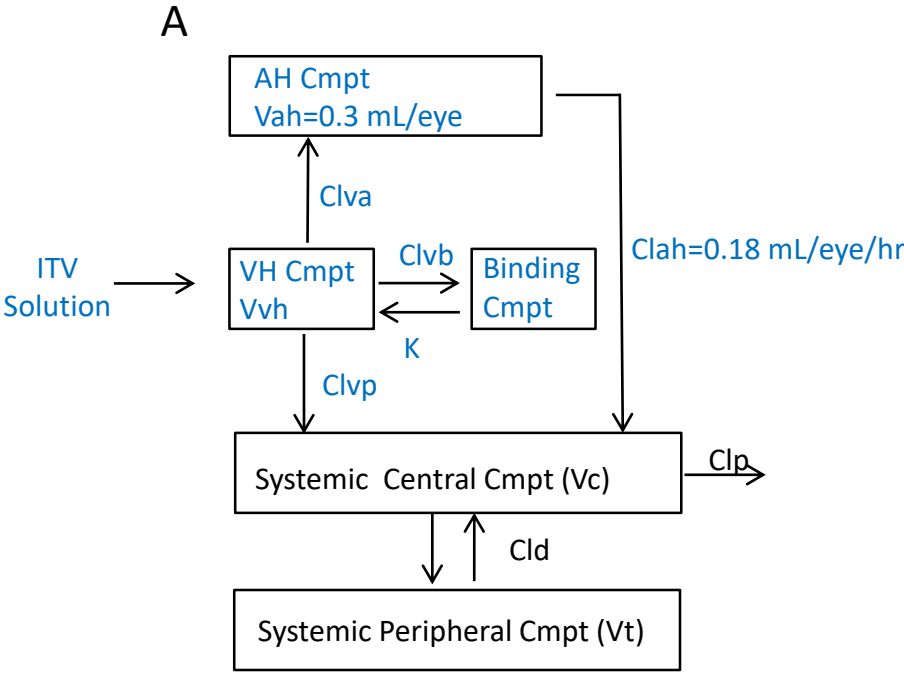 A
AH Cmpt
Vah=0.3 mL/eye
Clva
Clah=0.18 mL/eye/hr
ITV
Solution
VH Cmpt
Vvh
Clvb
K
Binding
Cmpt
Clvp
Systemic Central Cmpt (Vc)
Clp
Cld
Systemic Peripheral Cmpt (Vt)